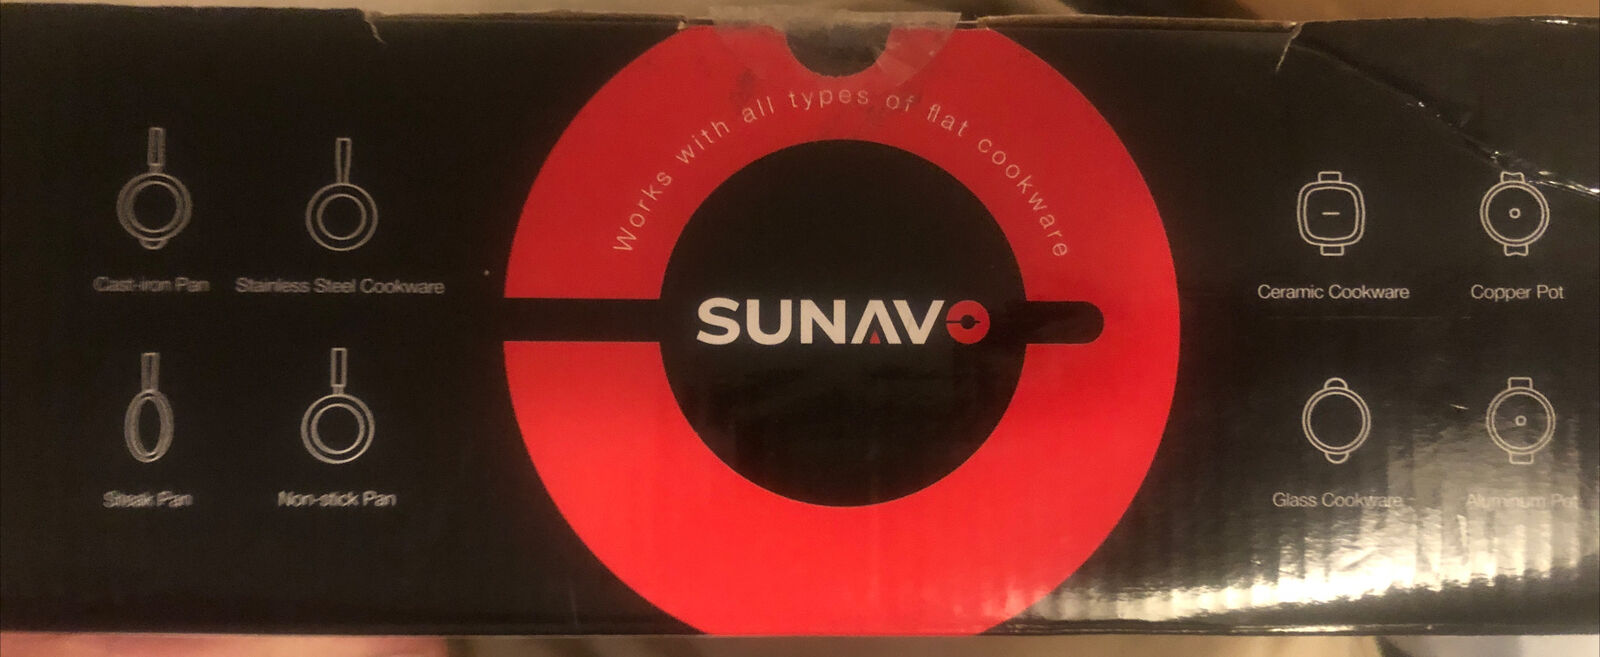 Works with all types of flat cookware
SUNAVO
Cast-iron Pan
Stainless Steel Cookware
Steak Pan
Non-stick Pan
Ceramic Cookware
Copper Pot
Glass Cookware
Aluminum Pot